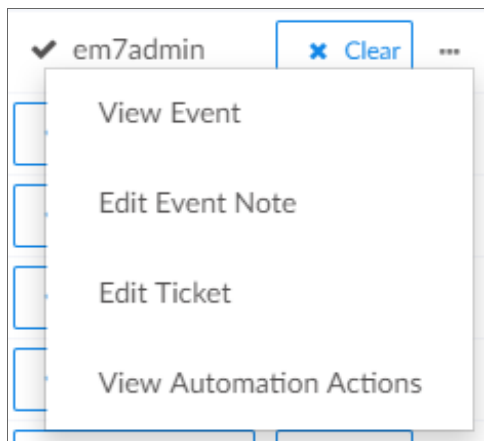 em7admin Clear
View Event
Edit Event Note
Edit Ticket
View Automation Actions